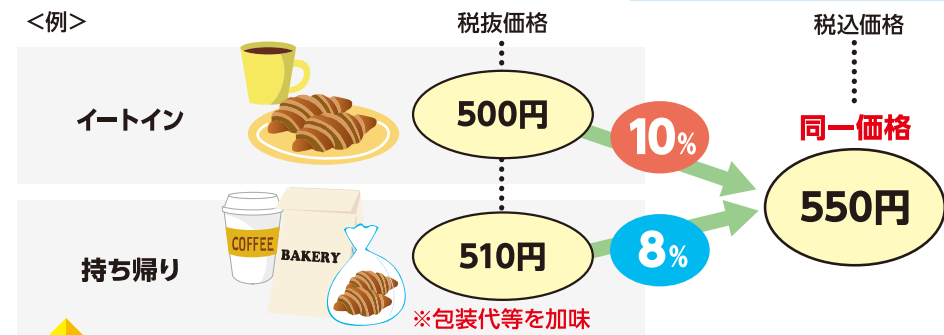 ＜例＞
税抜価格
税込価格
イートイン
500円
10%
同一価格
550円
持ち帰り
COFFEE
BAKERY
510円
8%
※包装代等を加味